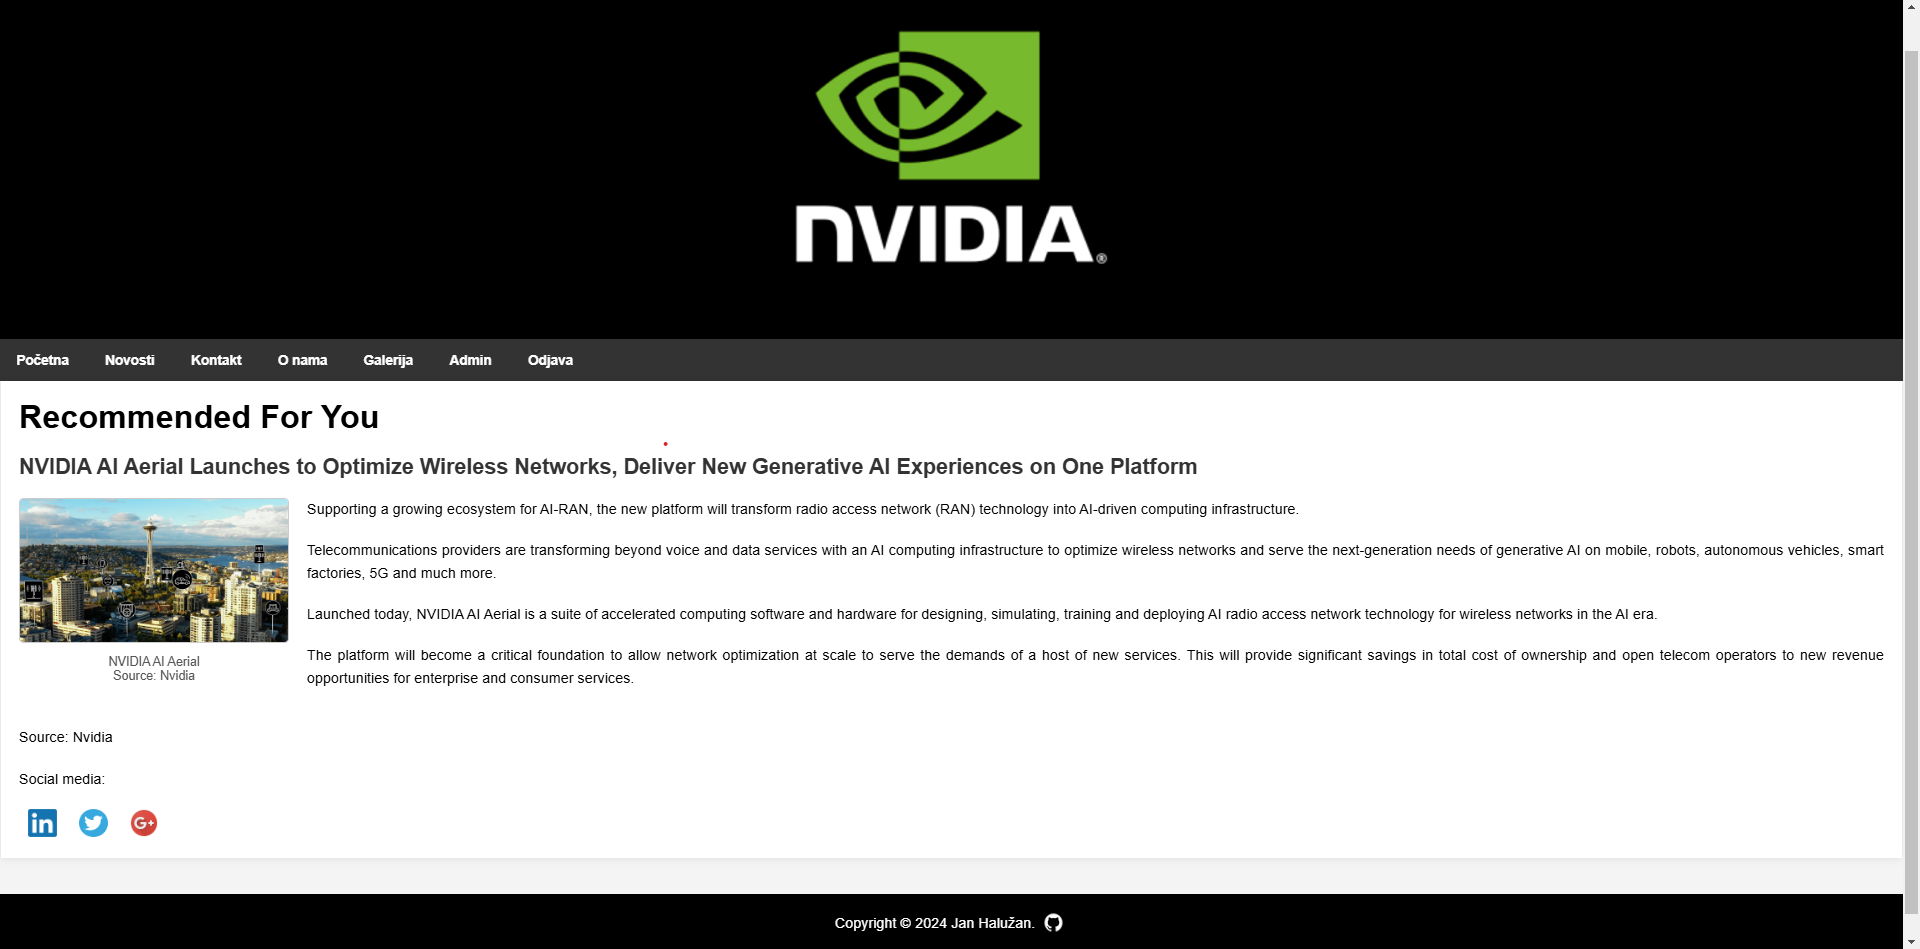 NVIDIA®
Početna Novosti Kontakt O nama Galerija Admin Odjava
Recommended For You
NVIDIA AI Aerial Launches to Optimize Wireless Networks, Deliver New Generative AI Experiences on One Platform
Supporting a growing ecosystem for AI-RAN, the new platform will transform radio access network (RAN) technology into AI-driven computing infrastructure.
Telecommunications providers are transforming beyond voice and data services with an AI computing infrastructure to optimize wireless networks and serve the next-generation needs of generative AI on mobile, robots, autonomous vehicles, smart
factories, 5G and much more.
Launched today, NVIDIA AI Aerial is a suite of accelerated computing software and hardware for designing, simulating, training and deploying AI radio access network technology for wireless networks in the AI era.
The platform will become a critical foundation to allow network optimization at scale to serve the demands of a host of new services. This will provide significant savings in total cost of ownership and open telecom operators to new revenue
opportunities for enterprise and consumer services.
NVIDIA AI Aerial
Source: Nvidia
Source: Nvidia
Social media:
in G+
Copyright © 2024 Jan Halužan.